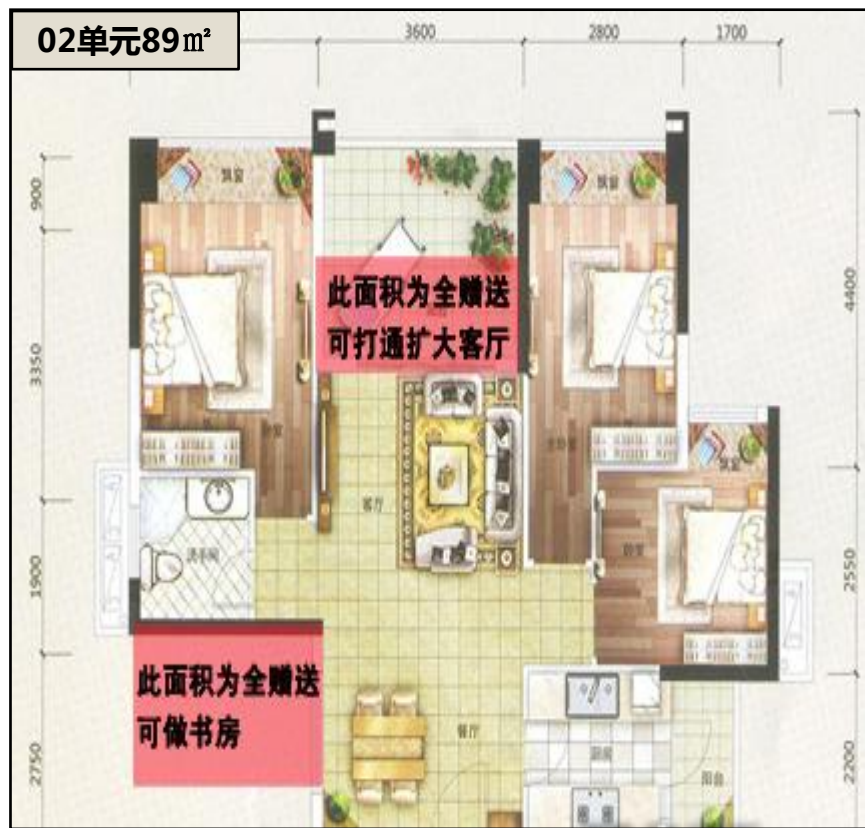 02单元89㎡
3600
2800
1700
900
3350
1900
2750
4400
2550
2200
飘窗
飘窗
此面积为全赠送
可打通扩大客厅
卧室
主卧室
飘窗
客厅
卧室
洗手间
此面积为全赠送
可做书房
餐厅
厨房
阳台